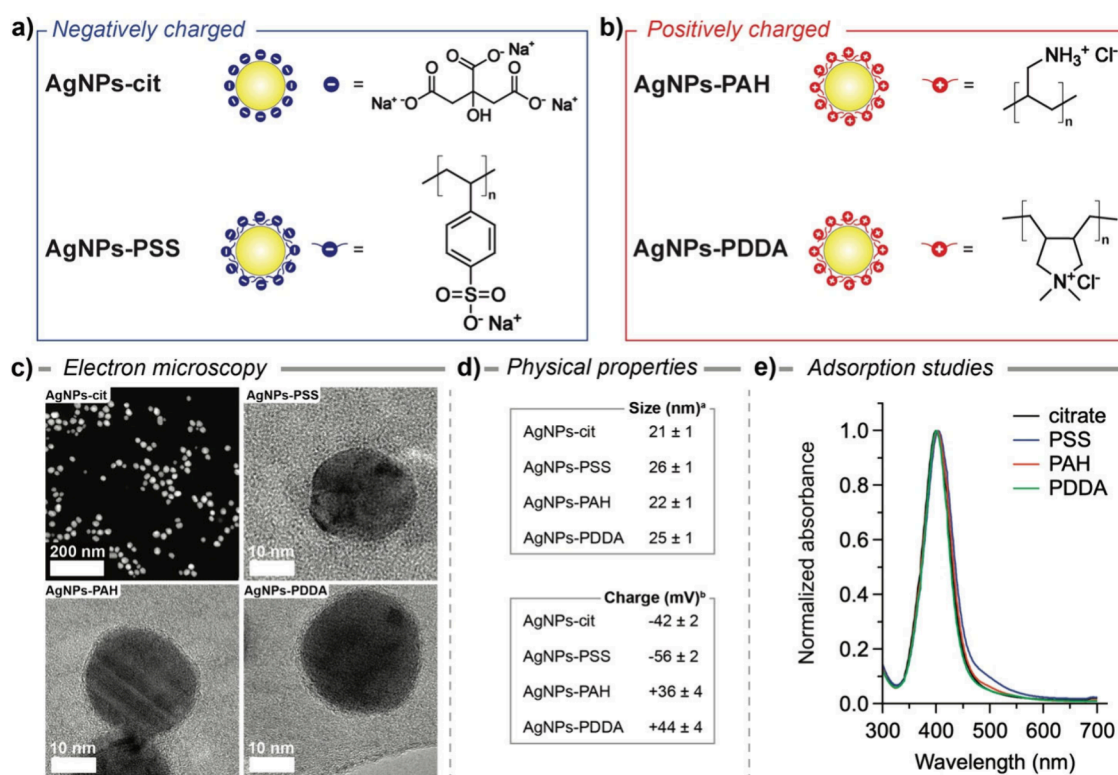 a) Negatively charged
AgNPs-cit
− =
O⁻ Na⁺
O
O
O
Na⁺ ⁻O
OH
O⁻ Na⁺
AgNPs-PSS
− =
n
O=S=O
O⁻ Na⁺
b) Positively charged
AgNPs-PAH
+ =
NH₃⁺ Cl⁻
n
AgNPs-PDDA
+ =
n
N⁺Cl⁻
c) Electron microscopy
AgNPs-cit
200 nm
AgNPs-PSS
10 nm
AgNPs-PAH
10 nm
AgNPs-PDDA
10 nm
d) Physical properties
Size (nm)ᵃ
AgNPs-cit 21 ± 1
AgNPs-PSS 26 ± 1
AgNPs-PAH 22 ± 1
AgNPs-PDDA 25 ± 1
Charge (mV)ᵇ
AgNPs-cit -42 ± 2
AgNPs-PSS -56 ± 2
AgNPs-PAH +36 ± 4
AgNPs-PDDA +44 ± 4
e) Adsorption studies
citrate
PSS
PAH
PDDA
Normalized absorbance
1.0
0.8
0.6
0.4
0.2
0.0
300 400 500 600 700
Wavelength (nm)